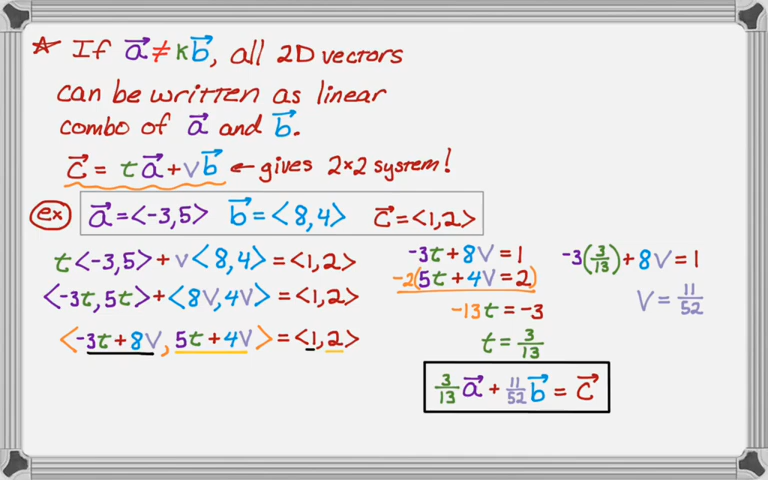 ☆ If a⃗ ≠ kb⃗, all 2D vectors
can be written as linear
combo of a⃗ and b⃗.
c⃗ = ta⃗ + vb⃗ ← gives 2×2 system!
ex a⃗ = <-3,5> b⃗ = <8,4> c⃗ = <1,2>
t<-3,5> + v<8,4> = <1,2>
<-3t, 5t> + <8v, 4v> = <1,2>
<-3t + 8v, 5t + 4v> = <1,2>
-3t + 8v = 1
-2(5t + 4v = 2)
-13t = -3
t = 3/13
-3(3/13) + 8v = 1
v = 11/52
3/13 a⃗ + 11/52 b⃗ = c⃗